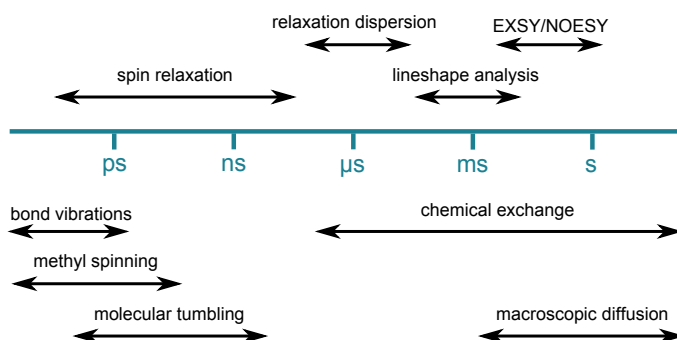 relaxation dispersion
EXSY/NOESY
spin relaxation
lineshape analysis
ps ns µs ms s
bond vibrations
chemical exchange
methyl spinning
molecular tumbling
macroscopic diffusion